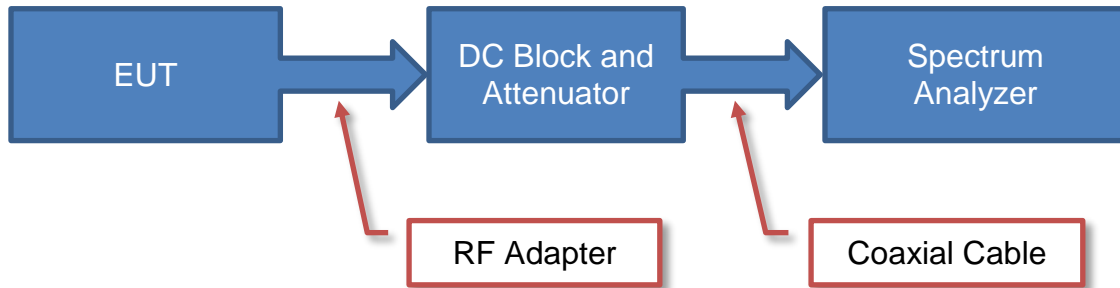 EUT
DC Block and
Attenuator
Spectrum
Analyzer
RF Adapter
Coaxial Cable